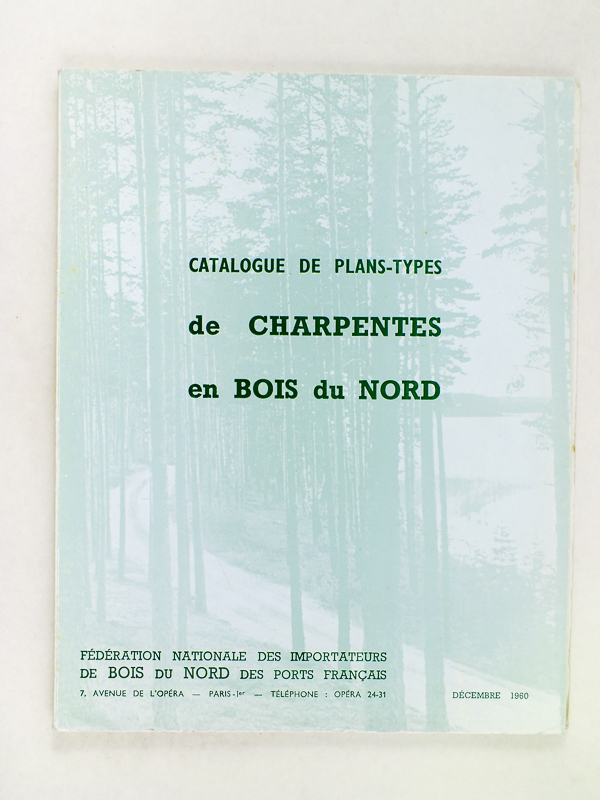 CATALOGUE DE PLANS-TYPES
de CHARPENTES
en BOIS du NORD
FÉDÉRATION NATIONALE DES IMPORTATEURS
DE BOIS DU NORD DES PORTS FRANÇAIS
7, AVENUE DE L'OPÉRA — PARIS-Ier — TÉLÉPHONE : OPÉRA 24-31
DÉCEMBRE 1960